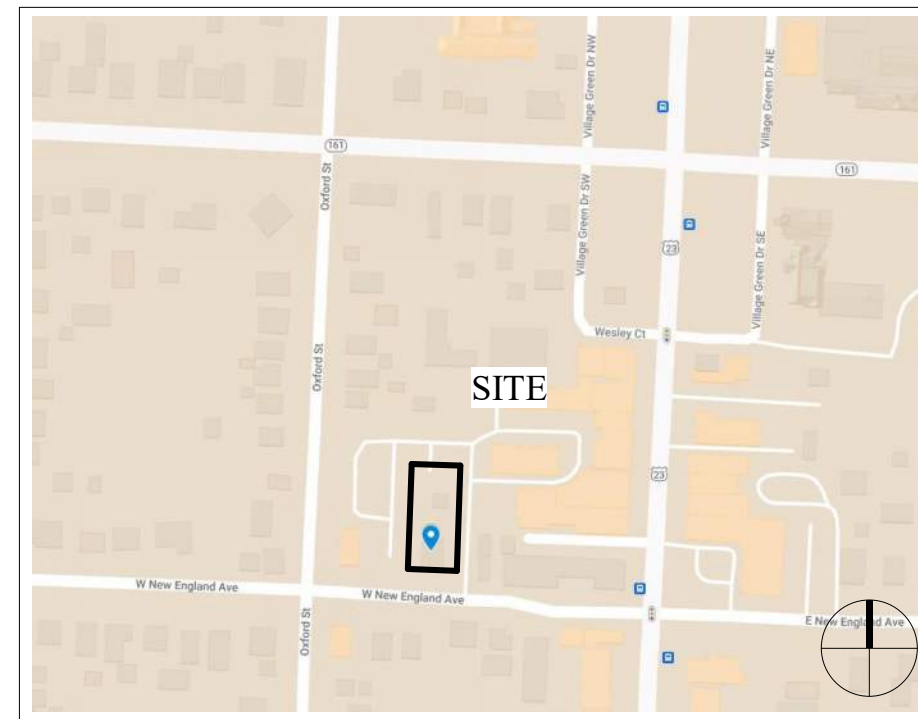 Village Green Dr NW
Village Green Dr NE
161
161
Oxford St
Village Green Dr SW
23
Village Green Dr SE
Wesley Ct
Oxford St
SITE
23
W New England Ave
W New England Ave
Oxford St
E New England Ave